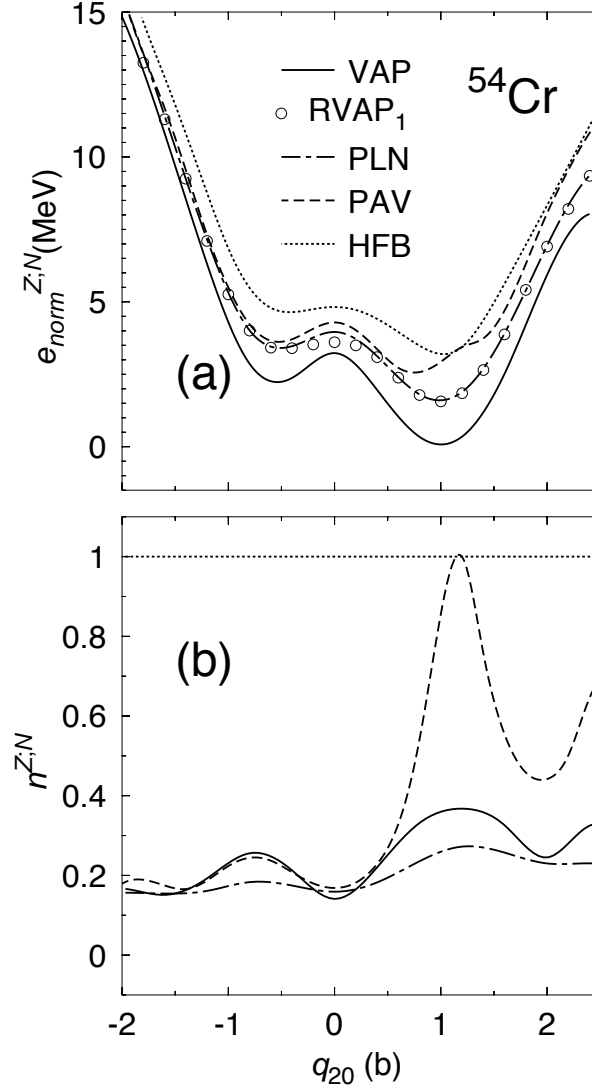 15
10
5
0
e_norm^Z;N(MeV)
VAP
RVAP₁
PLN
PAV
HFB
⁵⁴Cr
(a)
1
0.8
0.6
0.4
0.2
0
n^Z;N
(b)
-2 -1 0 1 2
q₂₀ (b)